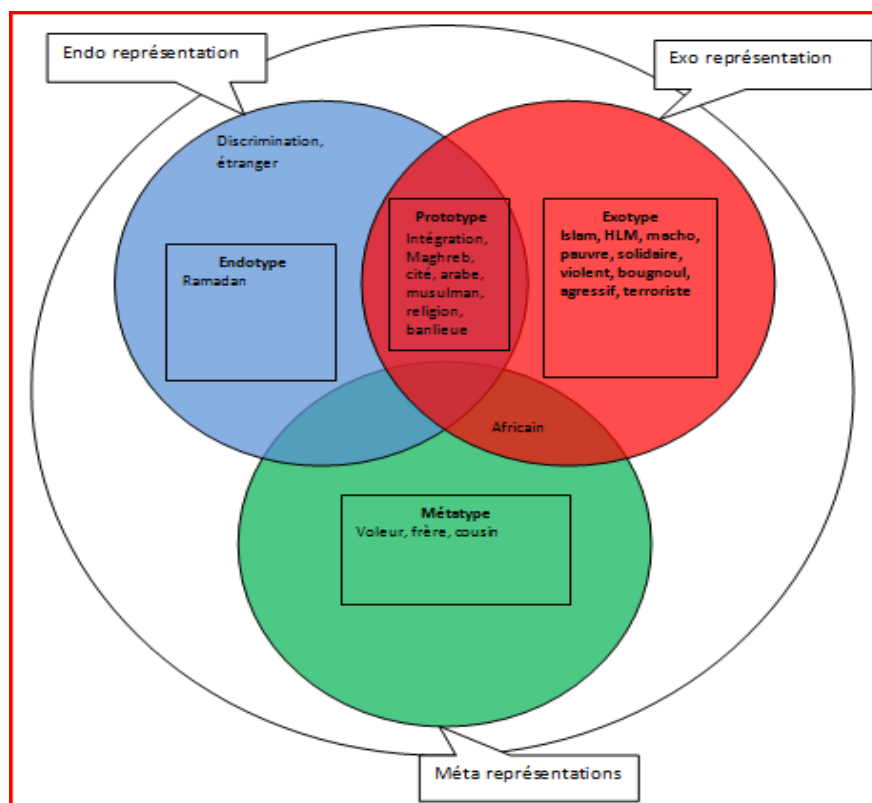 Endo représentation
Exo représentation
Discrimination,
étranger
Prototype
Intégration,
Maghreb,
cité, arabe,
musulman,
religion,
banlieue
Exotype
Islam, HLM, macho,
pauvre, solidaire,
violent, bougnoul,
agressif, terroriste
Endotype
Ramadan
Africain
Métatype
Voleur, frère, cousin
Méta représentations